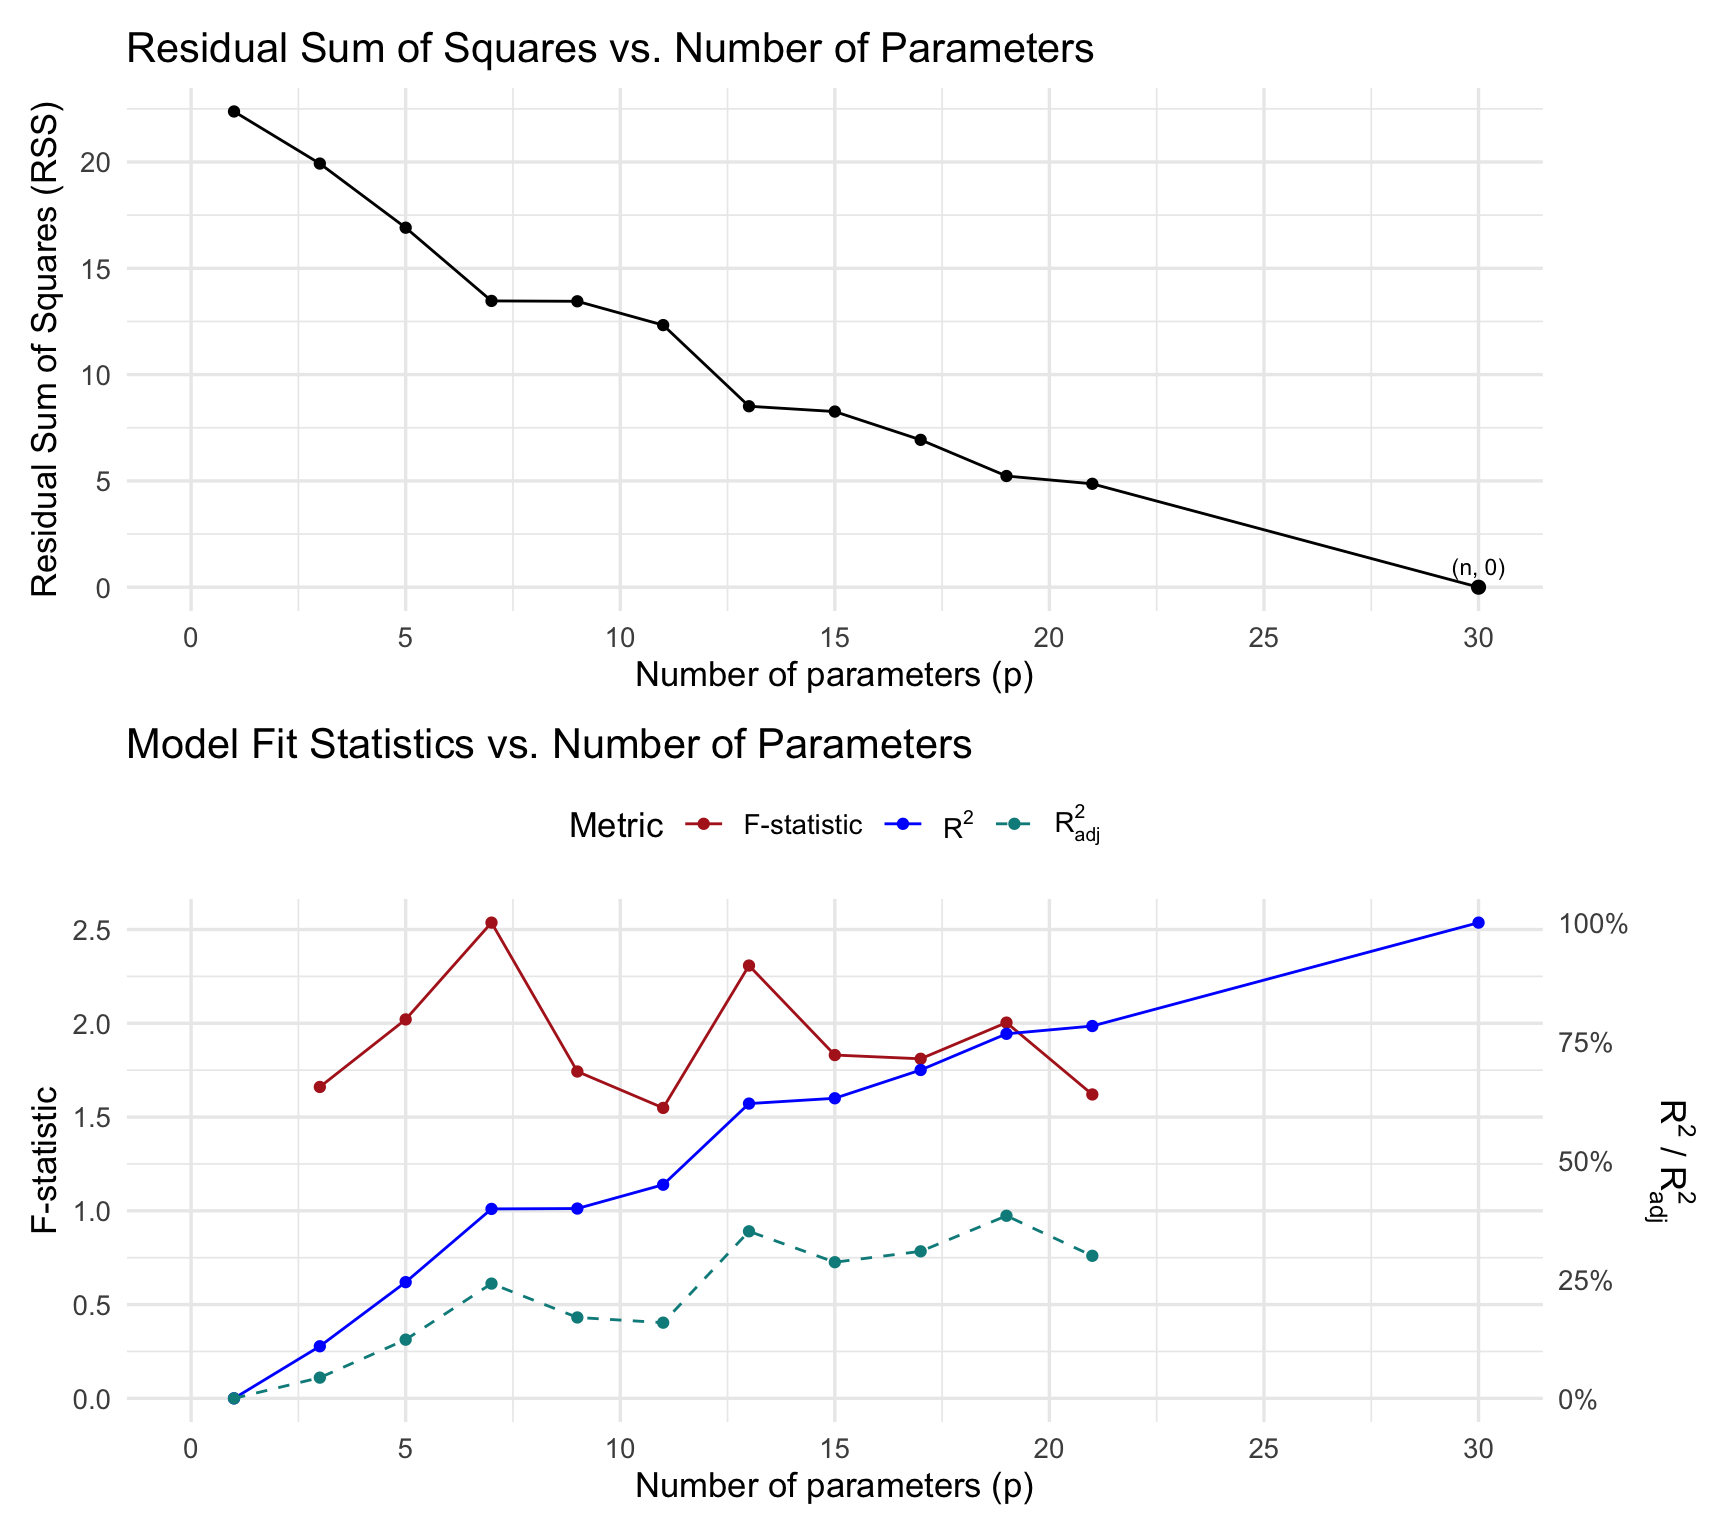 Residual Sum of Squares vs. Number of Parameters
Residual Sum of Squares (RSS)
20
15
10
5
0
(n, 0)
0 5 10 15 20 25 30
Number of parameters (p)
Model Fit Statistics vs. Number of Parameters
Metric F-statistic R² R²adj
F-statistic
2.5
2.0
1.5
1.0
0.5
0.0
100%
75%
50%
25%
0%
R² / R²adj
0 5 10 15 20 25 30
Number of parameters (p)